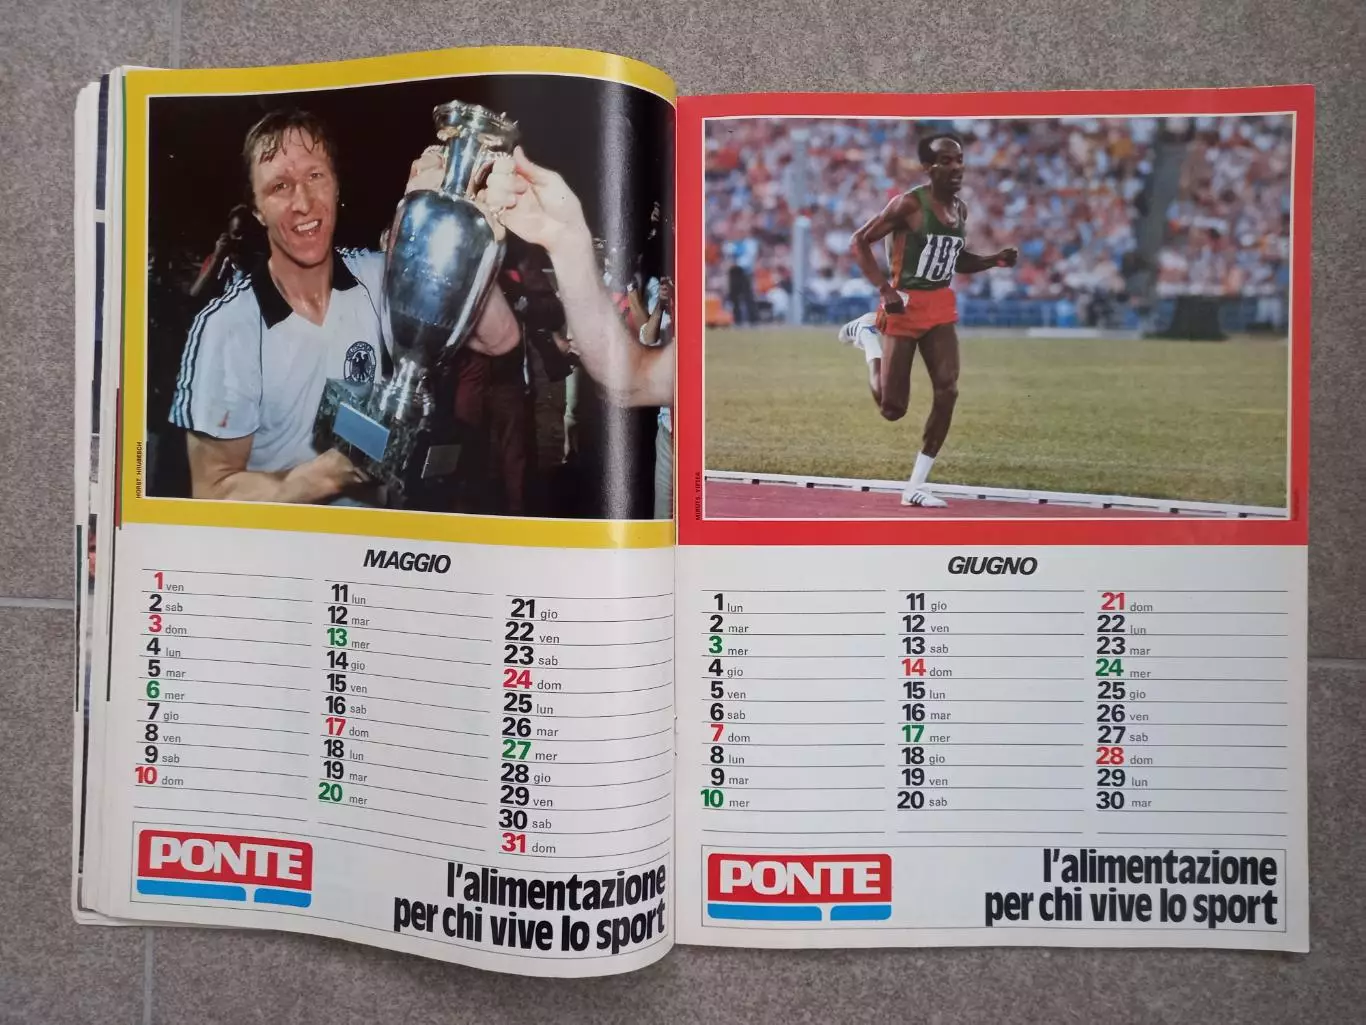 HORST HRUBESCH
MAGGIO
1 ven
2 sab
3 dom
4 lun
5 mar
6 mer
7 gio
8 ven
9 sab
10 dom
11 lun
12 mar
13 mer
14 gio
15 ven
16 sab
17 dom
18 lun
19 mar
20 mer
21 gio
22 ven
23 sab
24 dom
25 lun
26 mar
27 mer
28 gio
29 ven
30 sab
31 dom
PONTE
l'alimentazione
per chi vive lo sport
191
MIRUTS YIFTER
GIUGNO
1 lun
2 mar
3 mer
4 gio
5 ven
6 sab
7 dom
8 lun
9 mar
10 mer
11 gio
12 ven
13 sab
14 dom
15 lun
16 mar
17 mer
18 gio
19 ven
20 sab
21 dom
22 lun
23 mar
24 mer
25 gio
26 ven
27 sab
28 dom
29 lun
30 mar
PONTE
l'alimentazione
per chi vive lo sport